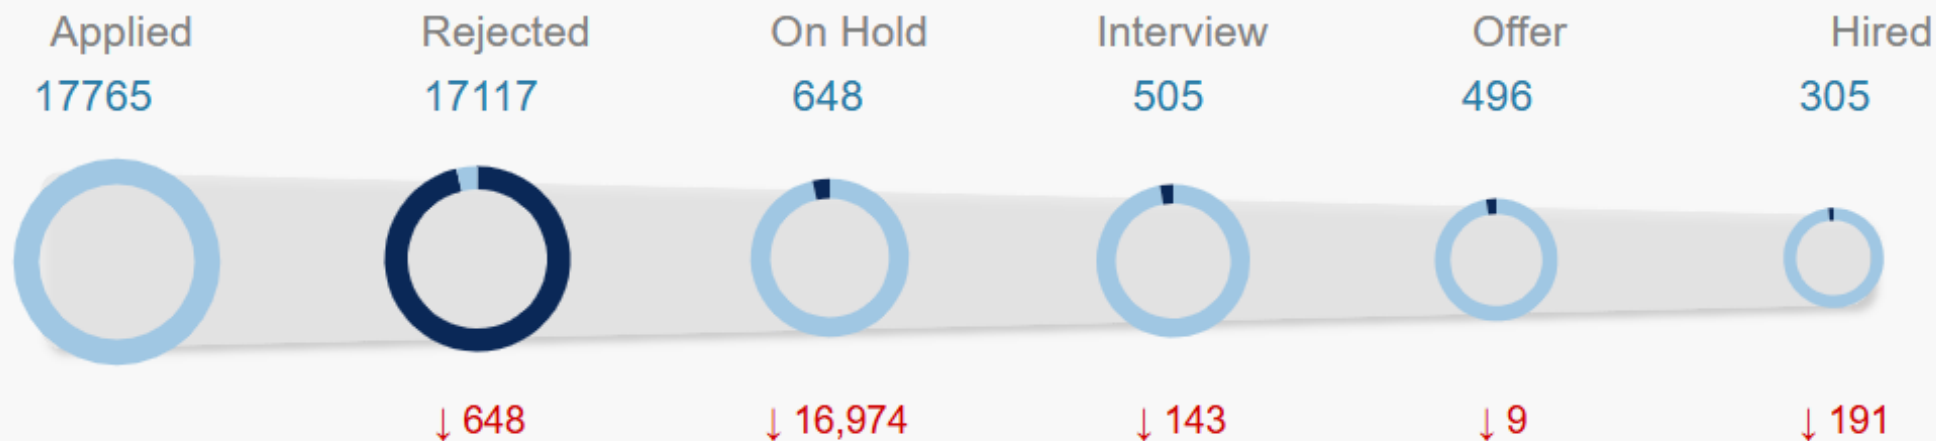 Applied Rejected On Hold Interview Offer Hired
17765 17117 648 505 496 305
↓ 648 ↓ 16,974 ↓ 143 ↓ 9 ↓ 191